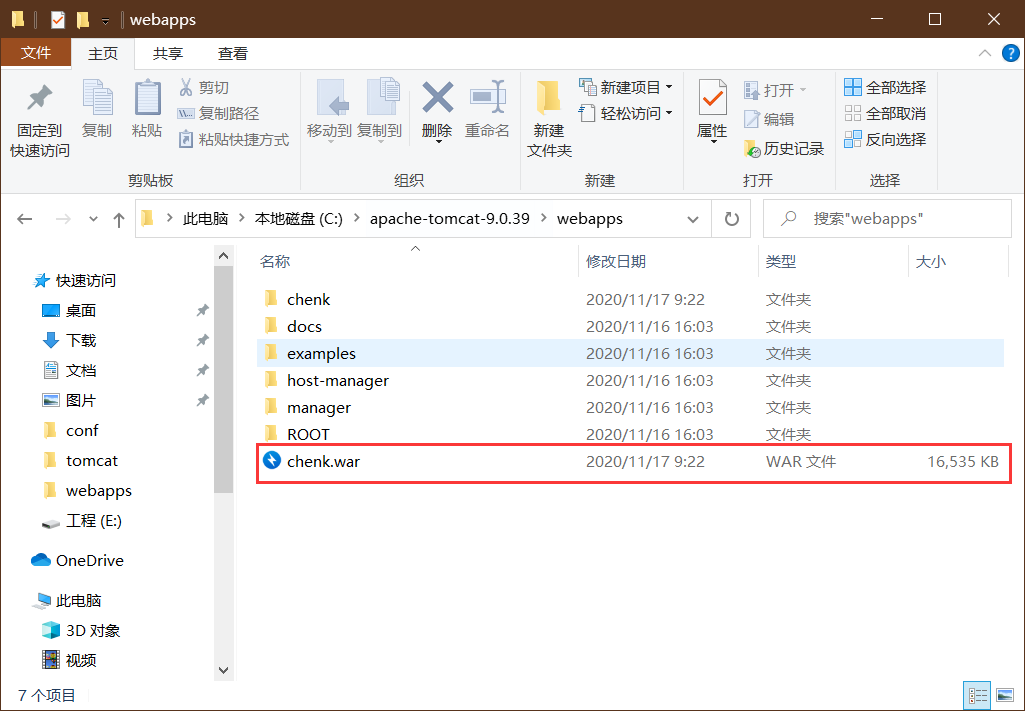 webapps
文件 主页 共享 查看
固定到
快速访问
复制
粘贴
剪切
复制路径
粘贴快捷方式
剪贴板
移动到
复制到
删除
重命名
组织
新建
文件夹
新建项目
轻松访问
新建
属性
打开
编辑
历史记录
打开
全部选择
全部取消
反向选择
选择
此电脑 本地磁盘 (C:) apache-tomcat-9.0.39 webapps
搜索"webapps"
快速访问
桌面
下载
文档
图片
conf
tomcat
webapps
工程 (E:)
OneDrive
此电脑
3D 对象
视频
名称 修改日期 类型 大小
chenk 2020/11/17 9:22 文件夹
docs 2020/11/16 16:03 文件夹
examples 2020/11/16 16:03 文件夹
host-manager 2020/11/16 16:03 文件夹
manager 2020/11/16 16:03 文件夹
ROOT 2020/11/16 16:03 文件夹
chenk.war 2020/11/17 9:22 WAR 文件 16,535 KB
7 个项目